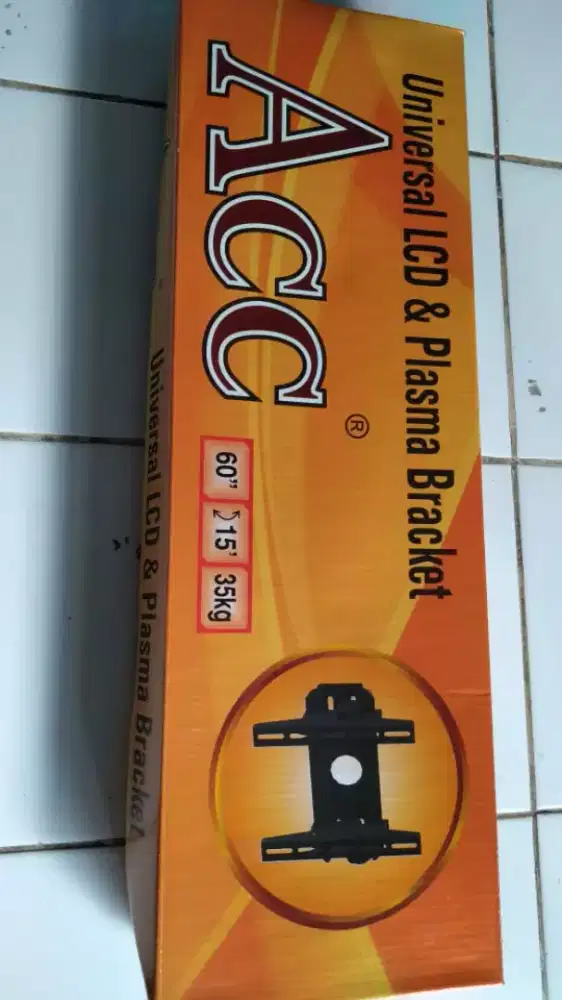 Universal LCD & Plasma Bracket
Acc ®
60" 15° 35kg
Universal LCD & Plasma Bracket